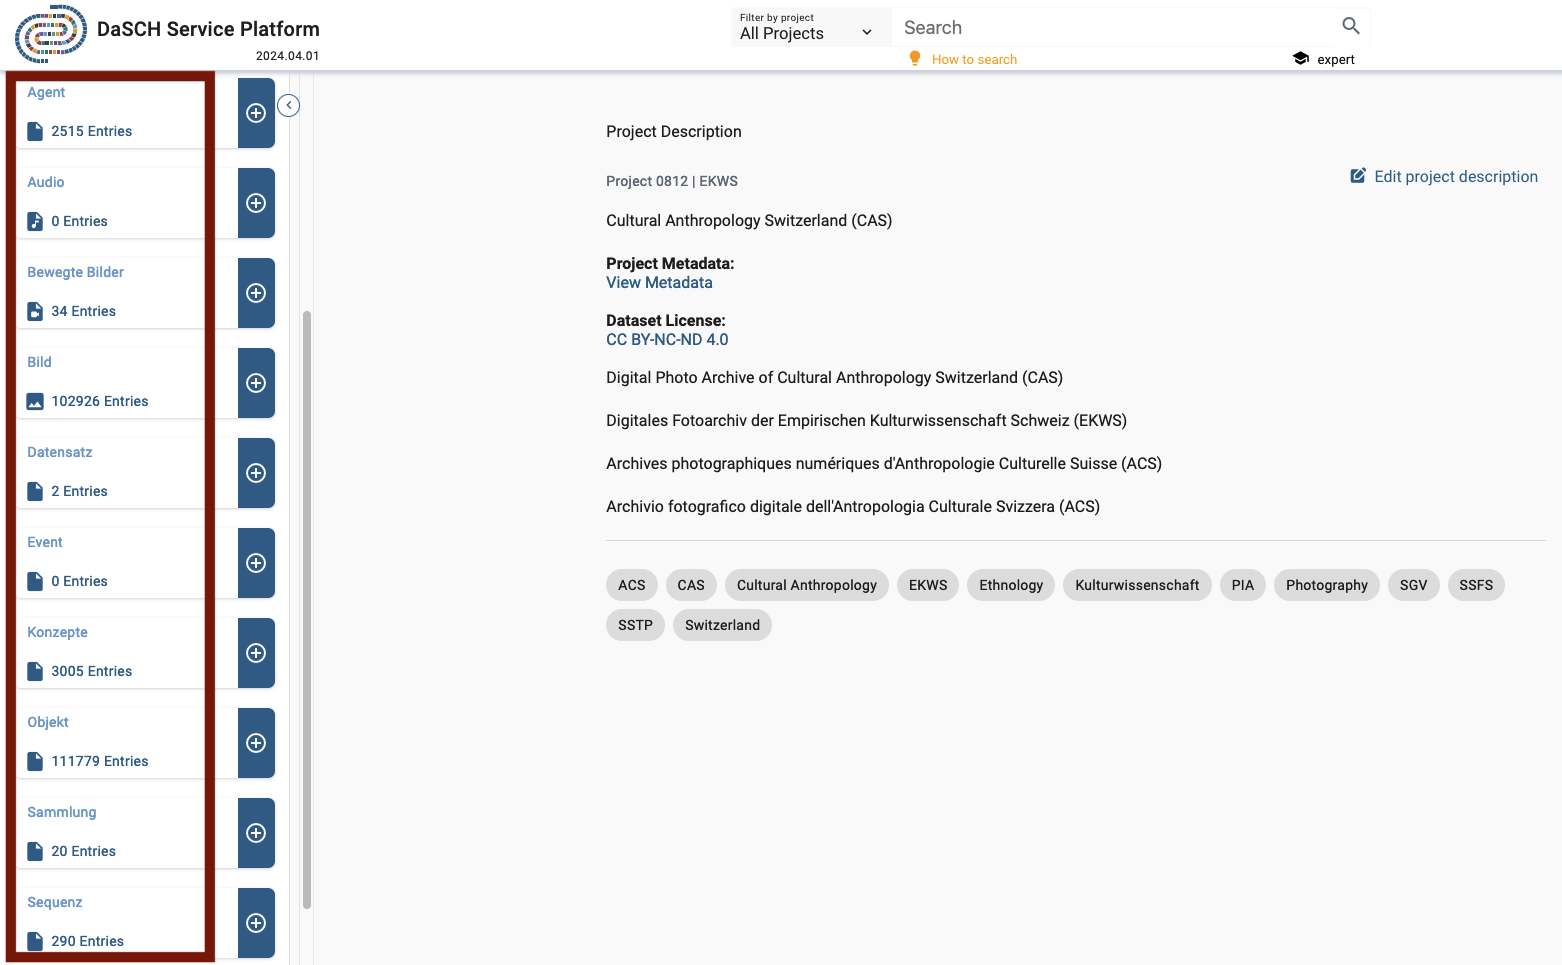 DaSCH Service Platform
2024.04.01
Filter by project
All Projects
Search
How to search
expert
Agent
2515 Entries
Audio
0 Entries
Bewegte Bilder
34 Entries
Bild
102926 Entries
Datensatz
2 Entries
Event
0 Entries
Konzepte
3005 Entries
Objekt
111779 Entries
Sammlung
20 Entries
Sequenz
290 Entries
Project Description
Project 0812 | EKWS
Edit project description
Cultural Anthropology Switzerland (CAS)
Project Metadata:
View Metadata
Dataset License:
CC BY-NC-ND 4.0
Digital Photo Archive of Cultural Anthropology Switzerland (CAS)
Digitales Fotoarchiv der Empirischen Kulturwissenschaft Schweiz (EKWS)
Archives photographiques numériques d'Anthropologie Culturelle Suisse (ACS)
Archivio fotografico digitale dell'Antropologia Culturale Svizzera (ACS)
ACS CAS Cultural Anthropology EKWS Ethnology Kulturwissenschaft PIA Photography SGV SSFS
SSTP Switzerland